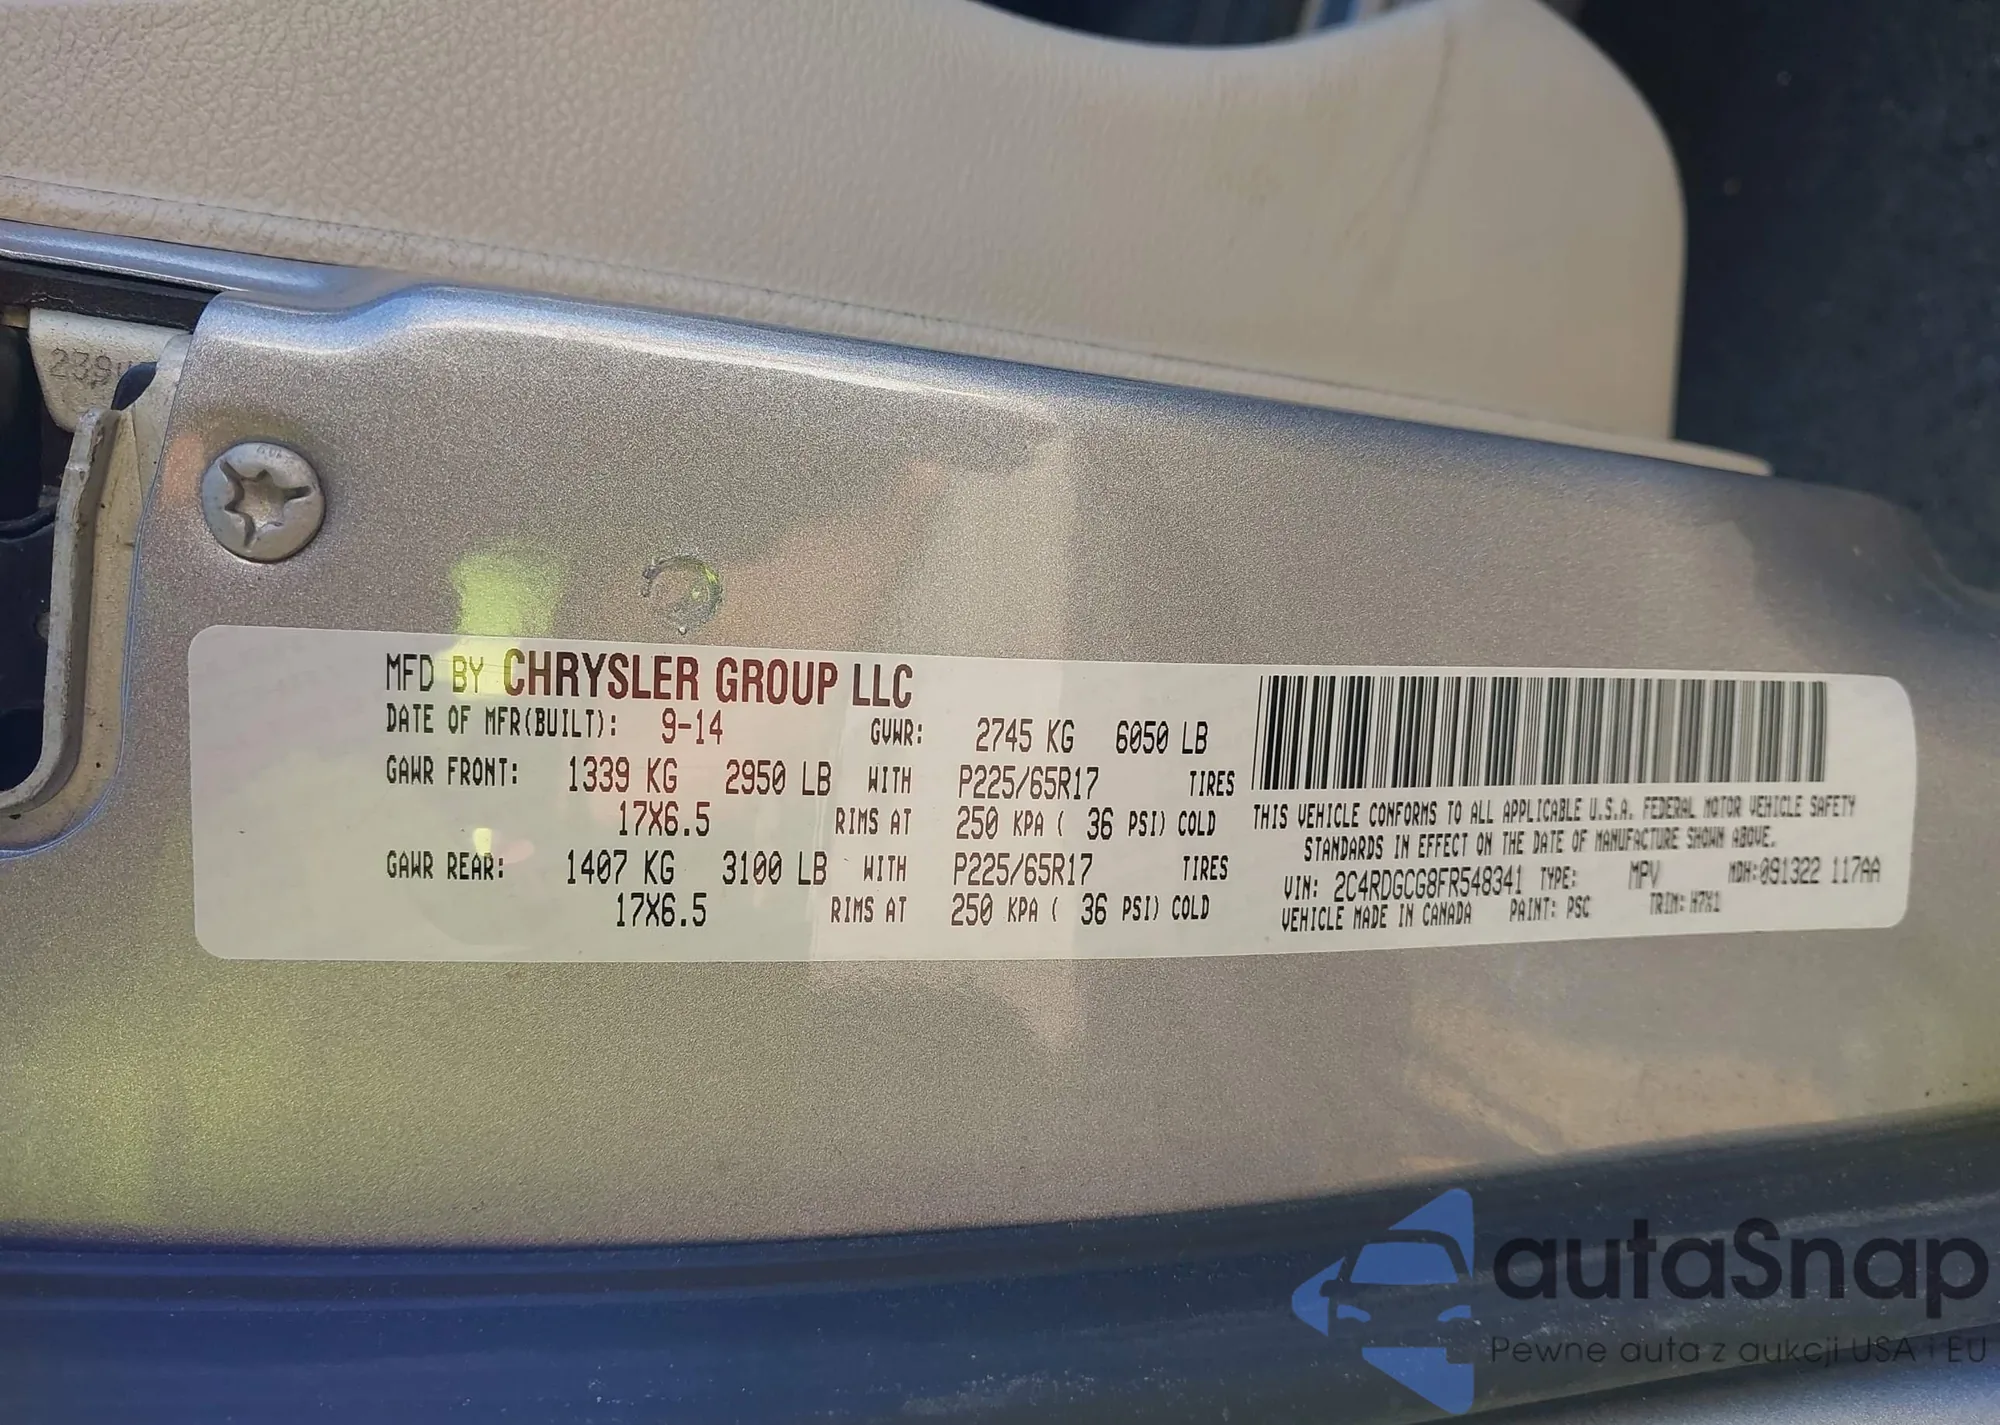 239
MFD BY CHRYSLER GROUP LLC
DATE OF MFR(BUILT): 9-14 GVWR: 2745 KG 6050 LB
GAWR FRONT: 1339 KG 2950 LB WITH P225/65R17 TIRES
17X6.5 RIMS AT 250 KPA ( 36 PSI) COLD
GAWR REAR: 1407 KG 3100 LB WITH P225/65R17 TIRES
17X6.5 RIMS AT 250 KPA ( 36 PSI) COLD
THIS VEHICLE CONFORMS TO ALL APPLICABLE U.S.A. FEDERAL MOTOR VEHICLE SAFETY
STANDARDS IN EFFECT ON THE DATE OF MANUFACTURE SHOWN ABOVE.
VIN: 2C4RDGCG8FR548341 TYPE: MPV MDH:091322 117AA
VEHICLE MADE IN CANADA PAINT: PSC TRIM:
autaSnap
Pewne auta z aukcji USA i EU